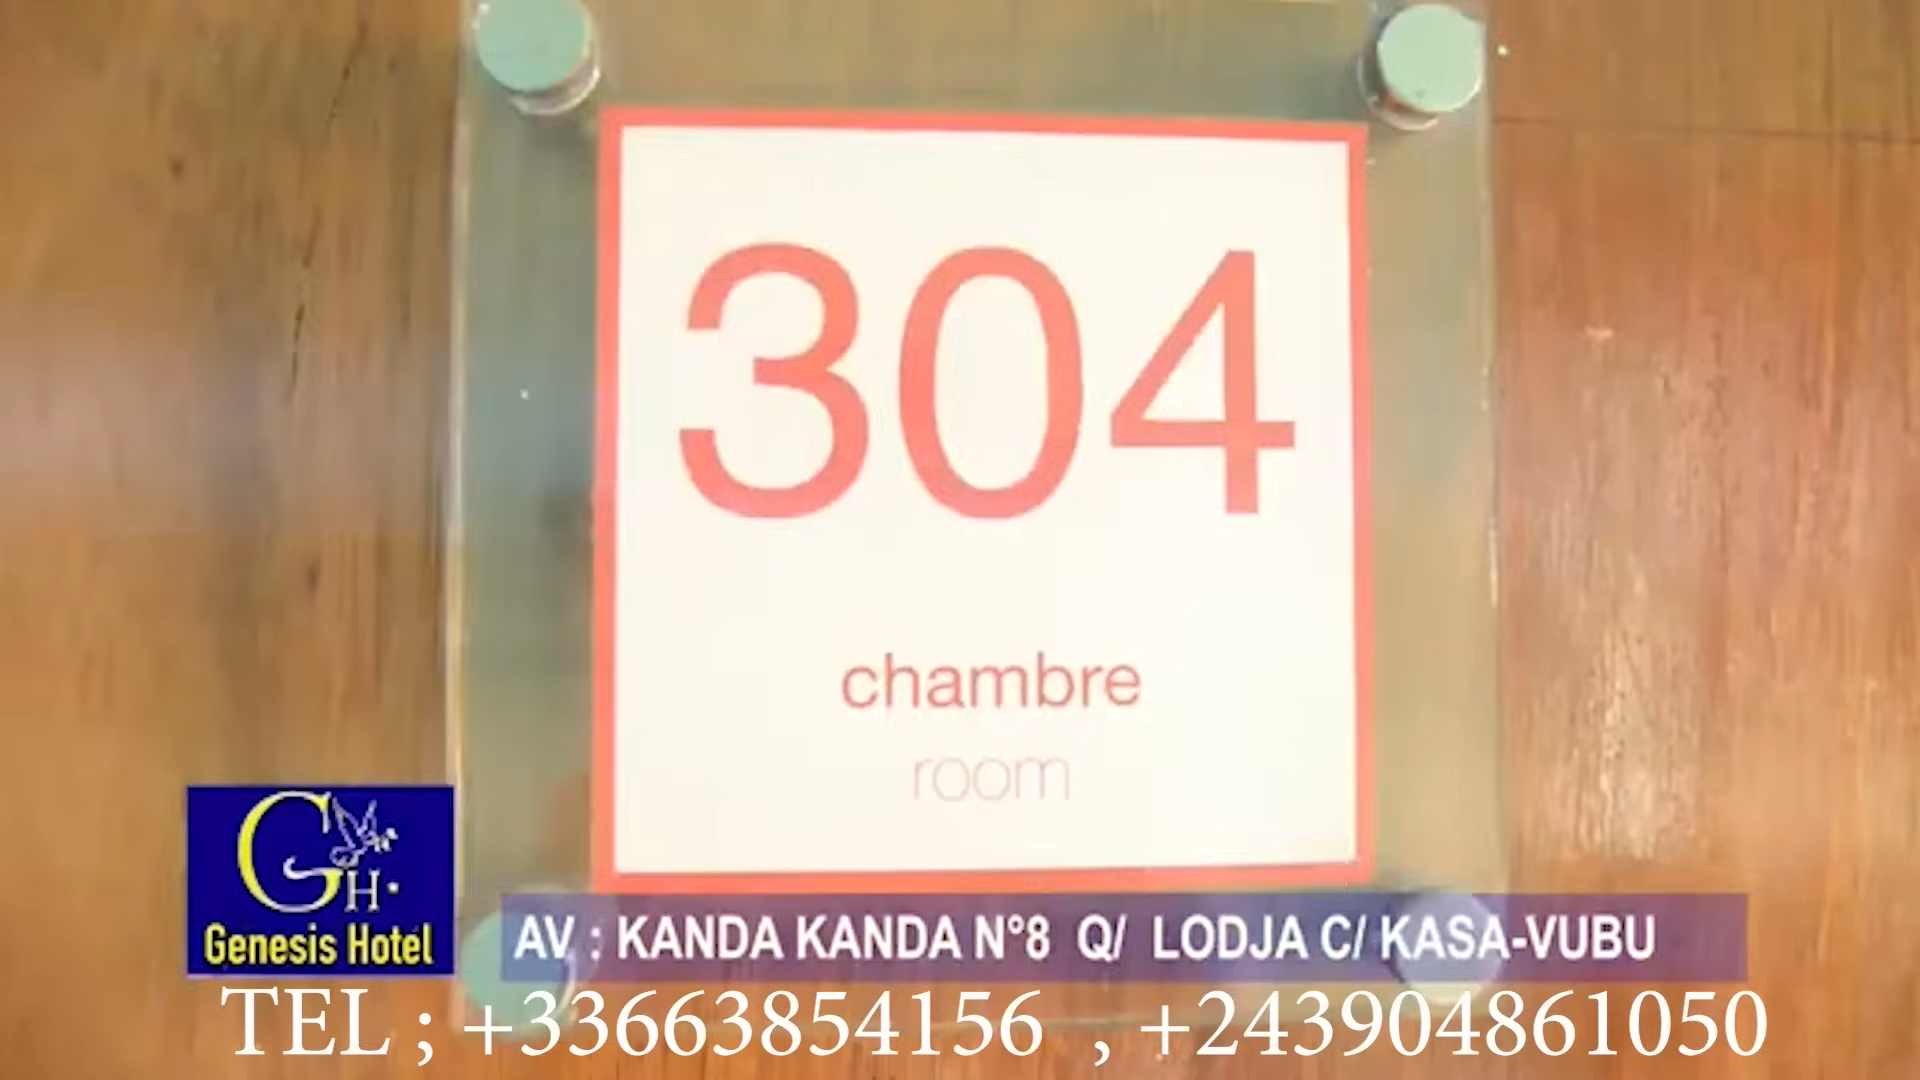 304
chambre
room
GH.
Genesis Hotel
AV : KANDA KANDA N°8 Q/ LODJA C/ KASA-VUBU
TEL ; +33663854156 , +243904861050